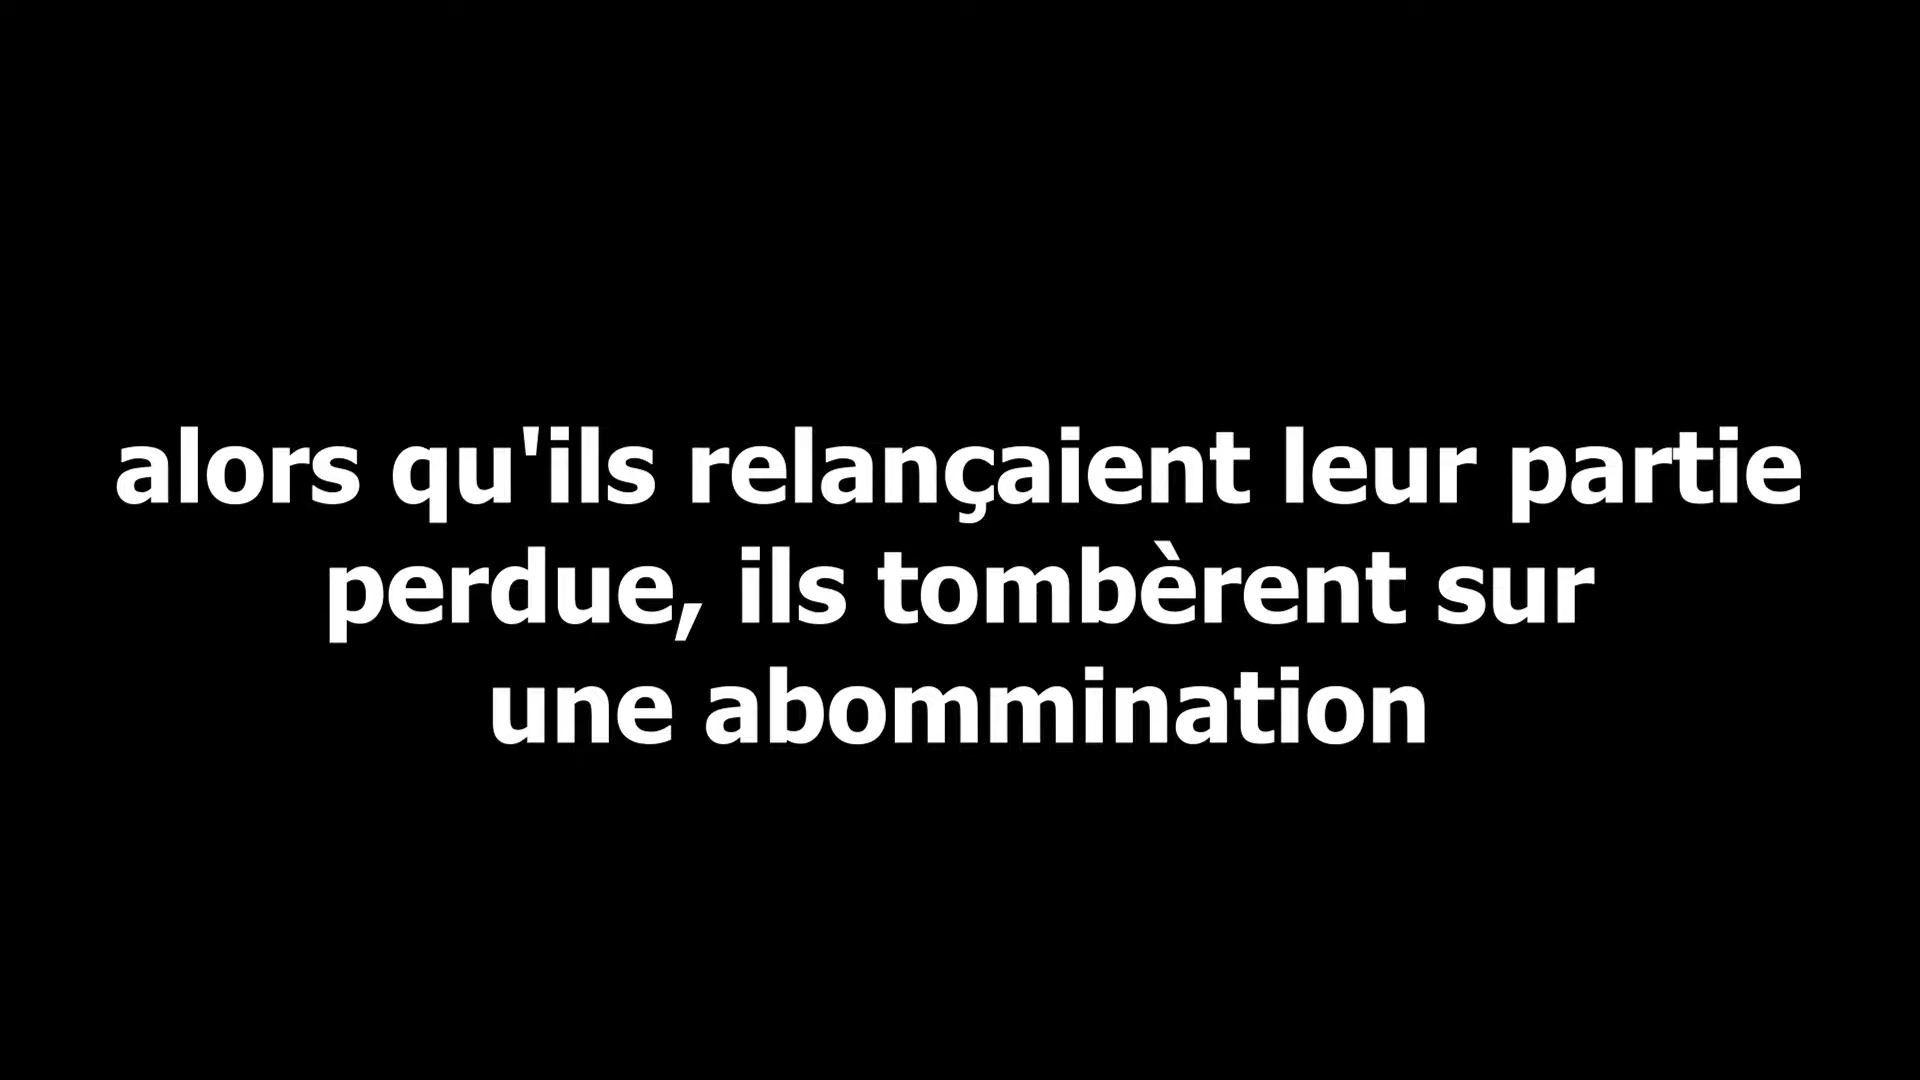 alors qu'ils relançaient leur partie
perdue, ils tombèrent sur
une abommination